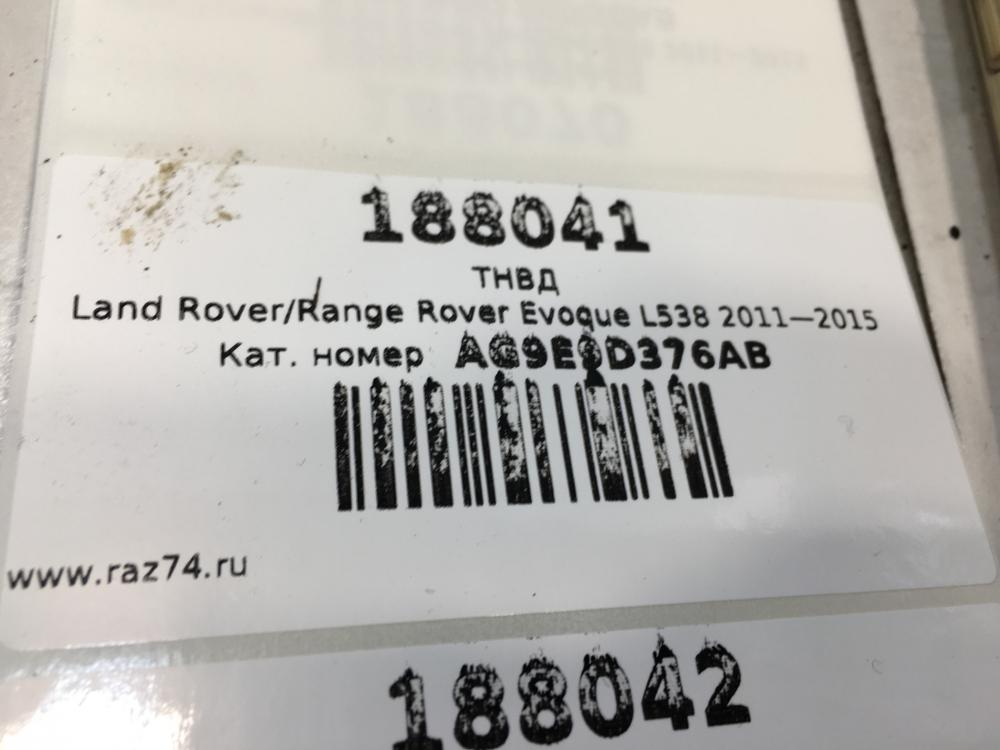 188041
ТНВД
Land Rover/Range Rover Evoque L538 2011—2015
Кат. номер AG9E9D376AB
www.raz74.ru
188042